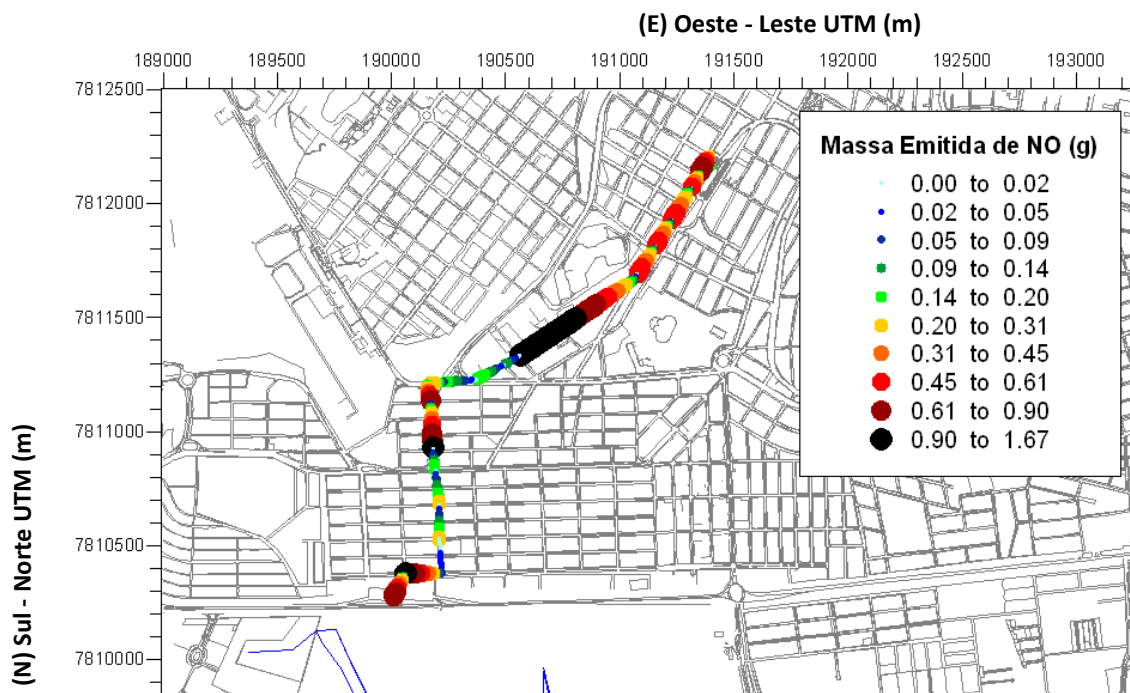 (E) Oeste - Leste UTM (m)
189000 189500 190000 190500 191000 191500 192000 192500 193000
7812500
7812000
7811500
7811000
7810500
7810000
(N) Sul - Norte UTM (m)
Massa Emitida de NO (g)
0.00 to 0.02
0.02 to 0.05
0.05 to 0.09
0.09 to 0.14
0.14 to 0.20
0.20 to 0.31
0.31 to 0.45
0.45 to 0.61
0.61 to 0.90
0.90 to 1.67